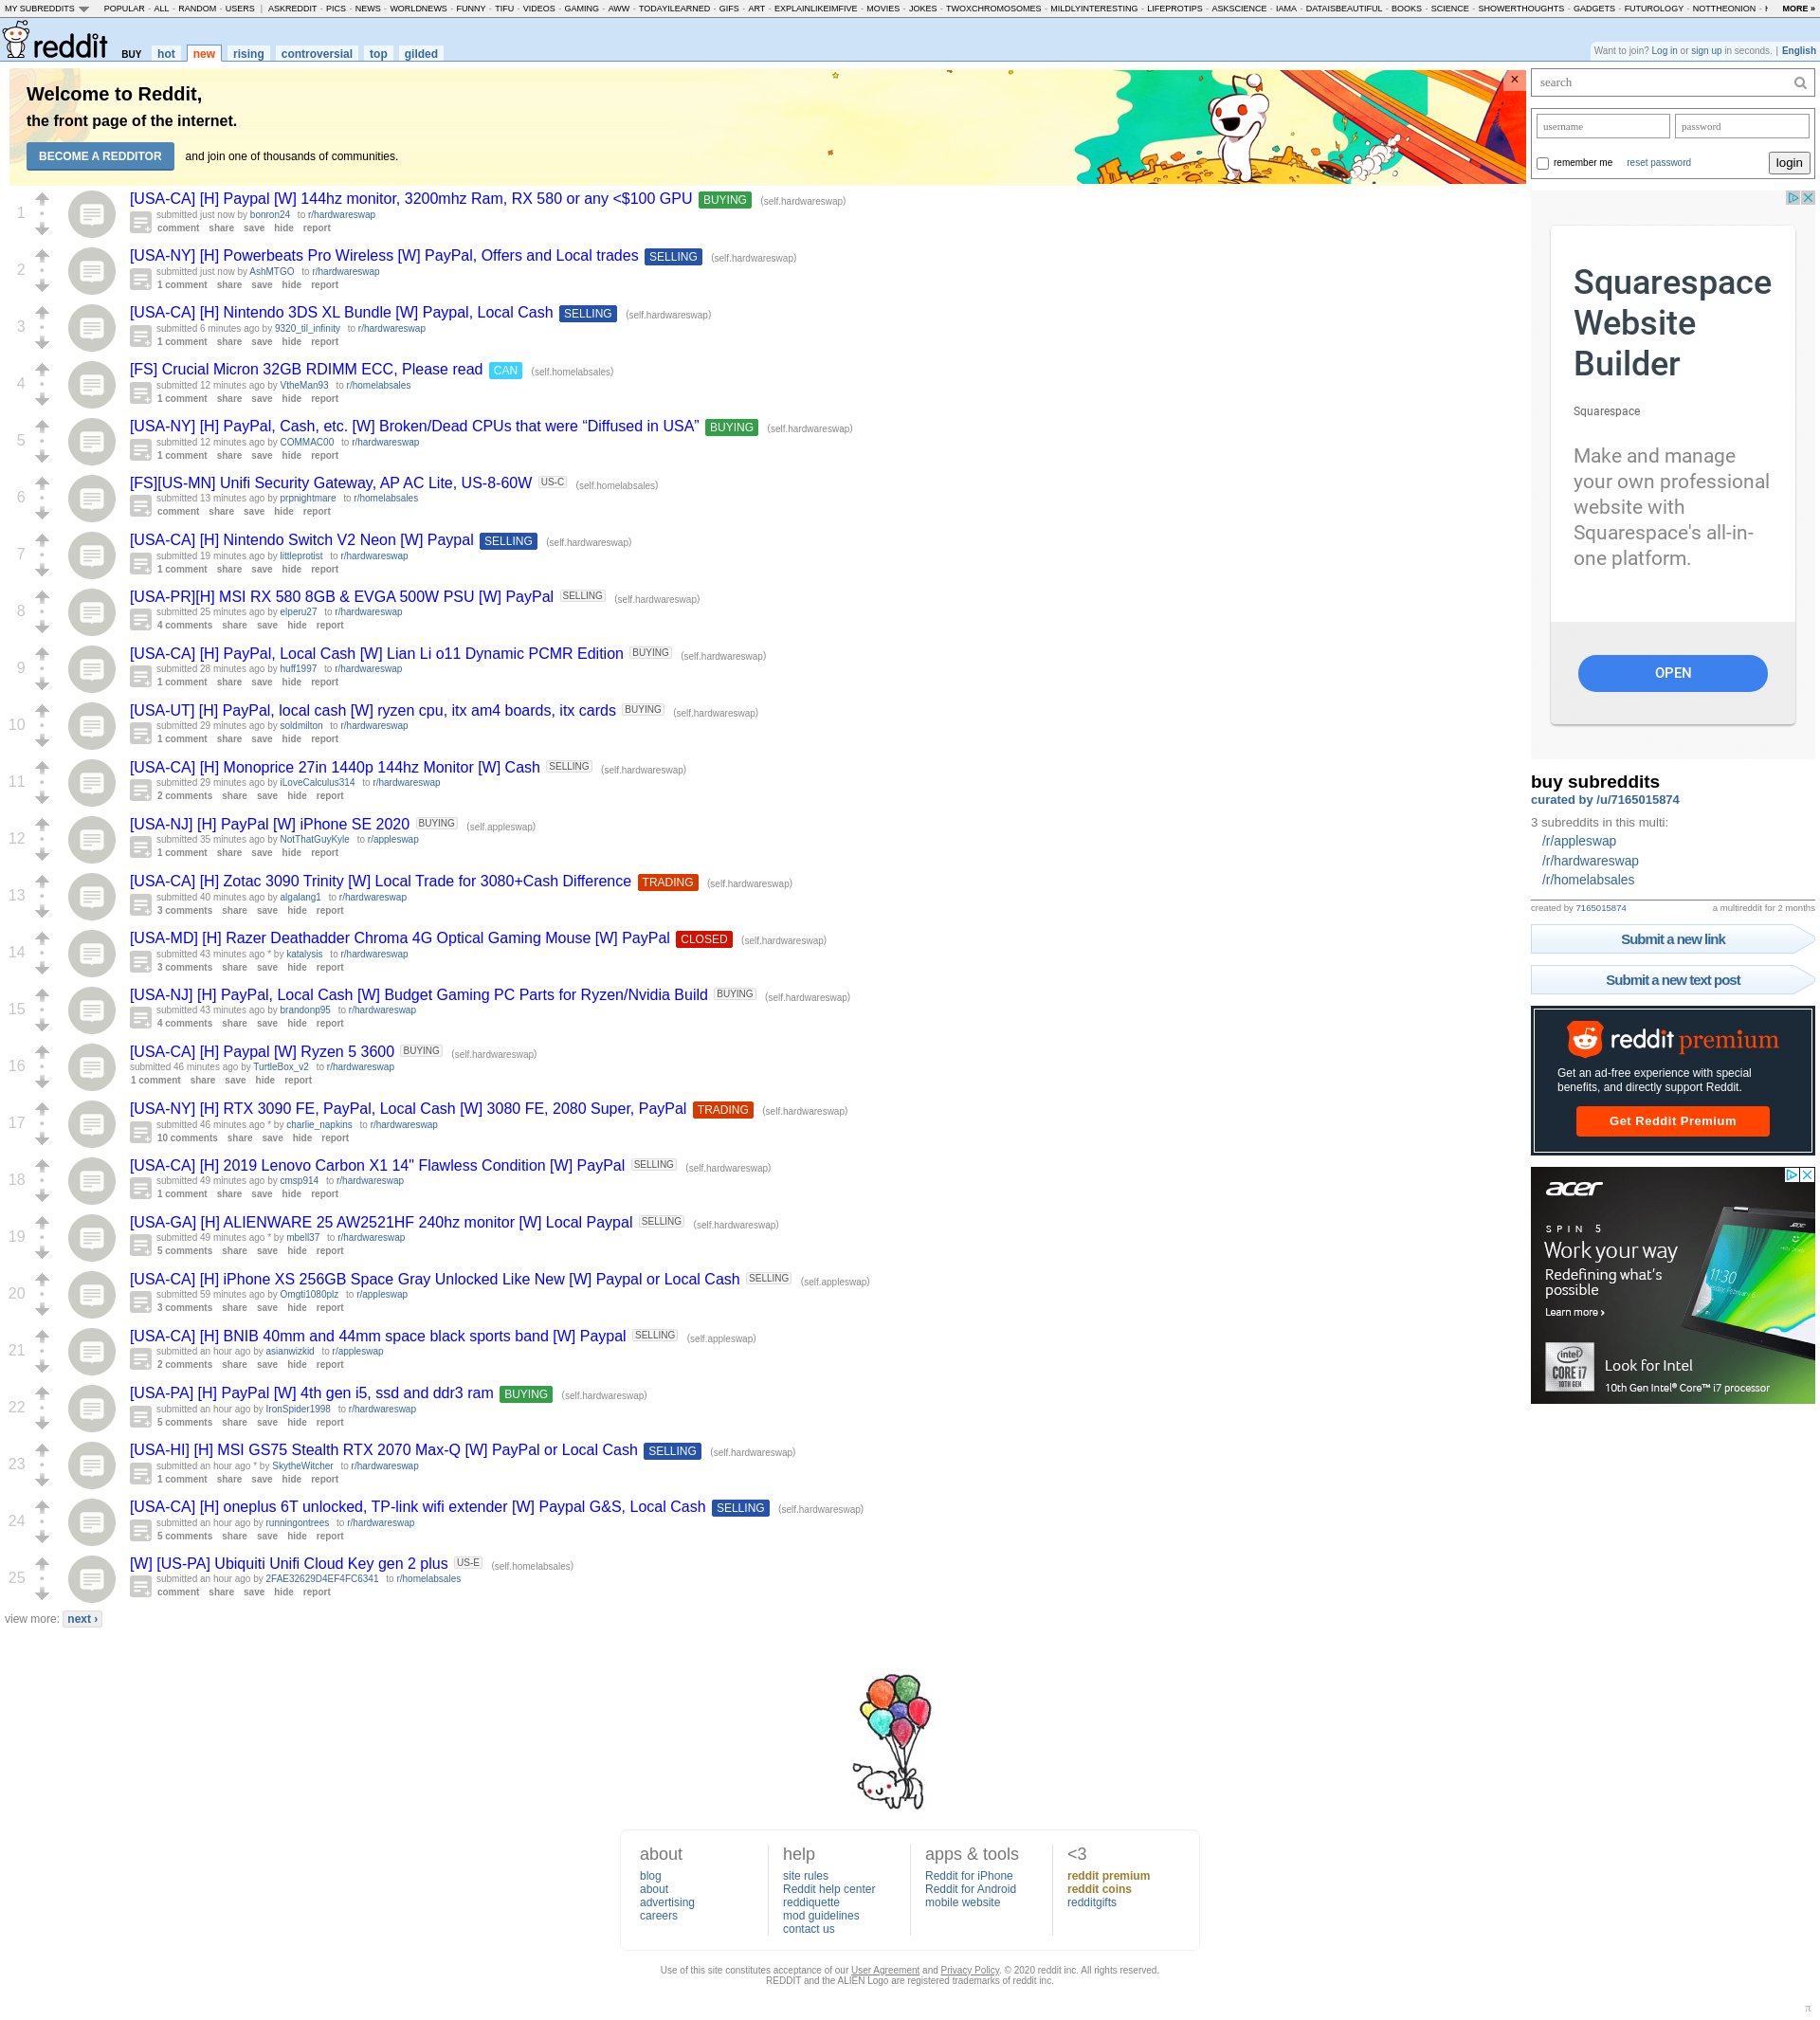 MY SUBREDDITS POPULAR - ALL - RANDOM - USERS | ASKREDDIT - PICS - NEWS - WORLDNEWS - FUNNY - TIFU - VIDEOS - GAMING - AWW - TODAYILEARNED - GIFS - ART - EXPLAINLIKEIMFIVE - MOVIES - JOKES - TWOXCHROMOSOMES - MILDLYINTERESTING - LIFEPROTIPS - ASKSCIENCE - IAMA - DATAISBEAUTIFUL - BOOKS - SCIENCE - SHOWERTHOUGHTS - GADGETS - FUTUROLOGY - NOTTHEONION - MORE »
reddit BUY hot new rising controversial top gilded
Want to join? Log in or sign up in seconds. | English
Welcome to Reddit,
the front page of the internet.
BECOME A REDDITOR and join one of thousands of communities.
×
1
[USA-CA] [H] Paypal [W] 144hz monitor, 3200mhz Ram, RX 580 or any <$100 GPU BUYING (self.hardwareswap)
submitted just now by bonron24 to r/hardwareswap
comment share save hide report
2
[USA-NY] [H] Powerbeats Pro Wireless [W] PayPal, Offers and Local trades SELLING (self.hardwareswap)
submitted just now by AshMTGO to r/hardwareswap
1 comment share save hide report
3
[USA-CA] [H] Nintendo 3DS XL Bundle [W] Paypal, Local Cash SELLING (self.hardwareswap)
submitted 6 minutes ago by 9320_til_infinity to r/hardwareswap
1 comment share save hide report
4
[FS] Crucial Micron 32GB RDIMM ECC, Please read CAN (self.homelabsales)
submitted 12 minutes ago by VtheMan93 to r/homelabsales
1 comment share save hide report
5
[USA-NY] [H] PayPal, Cash, etc. [W] Broken/Dead CPUs that were “Diffused in USA” BUYING (self.hardwareswap)
submitted 12 minutes ago by COMMAC00 to r/hardwareswap
1 comment share save hide report
6
[FS][US-MN] Unifi Security Gateway, AP AC Lite, US-8-60W US-C (self.homelabsales)
submitted 13 minutes ago by prpnightmare to r/homelabsales
comment share save hide report
7
[USA-CA] [H] Nintendo Switch V2 Neon [W] Paypal SELLING (self.hardwareswap)
submitted 19 minutes ago by littleprotist to r/hardwareswap
1 comment share save hide report
8
[USA-PR][H] MSI RX 580 8GB & EVGA 500W PSU [W] PayPal SELLING (self.hardwareswap)
submitted 25 minutes ago by elperu27 to r/hardwareswap
4 comments share save hide report
9
[USA-CA] [H] PayPal, Local Cash [W] Lian Li o11 Dynamic PCMR Edition BUYING (self.hardwareswap)
submitted 28 minutes ago by huff1997 to r/hardwareswap
1 comment share save hide report
10
[USA-UT] [H] PayPal, local cash [W] ryzen cpu, itx am4 boards, itx cards BUYING (self.hardwareswap)
submitted 29 minutes ago by soldmilton to r/hardwareswap
1 comment share save hide report
11
[USA-CA] [H] Monoprice 27in 1440p 144hz Monitor [W] Cash SELLING (self.hardwareswap)
submitted 29 minutes ago by iLoveCalculus314 to r/hardwareswap
2 comments share save hide report
12
[USA-NJ] [H] PayPal [W] iPhone SE 2020 BUYING (self.appleswap)
submitted 35 minutes ago by NotThatGuyKyle to r/appleswap
1 comment share save hide report
13
[USA-CA] [H] Zotac 3090 Trinity [W] Local Trade for 3080+Cash Difference TRADING (self.hardwareswap)
submitted 40 minutes ago by algalang1 to r/hardwareswap
3 comments share save hide report
14
[USA-MD] [H] Razer Deathadder Chroma 4G Optical Gaming Mouse [W] PayPal CLOSED (self.hardwareswap)
submitted 43 minutes ago * by katalysis to r/hardwareswap
3 comments share save hide report
15
[USA-NJ] [H] PayPal, Local Cash [W] Budget Gaming PC Parts for Ryzen/Nvidia Build BUYING (self.hardwareswap)
submitted 43 minutes ago by brandonp95 to r/hardwareswap
4 comments share save hide report
16
[USA-CA] [H] Paypal [W] Ryzen 5 3600 BUYING (self.hardwareswap)
submitted 46 minutes ago by TurtleBox_v2 to r/hardwareswap
1 comment share save hide report
17
[USA-NY] [H] RTX 3090 FE, PayPal, Local Cash [W] 3080 FE, 2080 Super, PayPal TRADING (self.hardwareswap)
submitted 46 minutes ago * by charlie_napkins to r/hardwareswap
10 comments share save hide report
18
[USA-CA] [H] 2019 Lenovo Carbon X1 14" Flawless Condition [W] PayPal SELLING (self.hardwareswap)
submitted 49 minutes ago by cmsp914 to r/hardwareswap
1 comment share save hide report
19
[USA-GA] [H] ALIENWARE 25 AW2521HF 240hz monitor [W] Local Paypal SELLING (self.hardwareswap)
submitted 49 minutes ago * by mbell37 to r/hardwareswap
5 comments share save hide report
20
[USA-CA] [H] iPhone XS 256GB Space Gray Unlocked Like New [W] Paypal or Local Cash SELLING (self.appleswap)
submitted 59 minutes ago by Omgti1080plz to r/appleswap
3 comments share save hide report
21
[USA-CA] [H] BNIB 40mm and 44mm space black sports band [W] Paypal SELLING (self.appleswap)
submitted an hour ago by asianwizkid to r/appleswap
2 comments share save hide report
22
[USA-PA] [H] PayPal [W] 4th gen i5, ssd and ddr3 ram BUYING (self.hardwareswap)
submitted an hour ago by IronSpider1998 to r/hardwareswap
5 comments share save hide report
23
[USA-HI] [H] MSI GS75 Stealth RTX 2070 Max-Q [W] PayPal or Local Cash SELLING (self.hardwareswap)
submitted an hour ago * by SkytheWitcher to r/hardwareswap
1 comment share save hide report
24
[USA-CA] [H] oneplus 6T unlocked, TP-link wifi extender [W] Paypal G&S, Local Cash SELLING (self.hardwareswap)
submitted an hour ago by runningontrees to r/hardwareswap
5 comments share save hide report
25
[W] [US-PA] Ubiquiti Unifi Cloud Key gen 2 plus US-E (self.homelabsales)
submitted an hour ago by 2FAE32629D4EF4FC6341 to r/homelabsales
comment share save hide report
view more: next ›
search
username password
remember me reset password login
Squarespace
Website
Builder
Squarespace
Make and manage
your own professional
website with
Squarespace's all-in-
one platform.
OPEN
buy subreddits
curated by /u/7165015874
3 subreddits in this multi:
/r/appleswap
/r/hardwareswap
/r/homelabsales
created by 7165015874 a multireddit for 2 months
Submit a new link
Submit a new text post
reddit premium
Get an ad-free experience with special
benefits, and directly support Reddit.
Get Reddit Premium
acer
SPIN 5
Work your way
Redefining what's
possible
Learn more ›
acer
11:30
intel
CORE i7
10TH GEN
Look for Intel
10th Gen Intel® Core™ i7 processor
about
blog
about
advertising
careers
help
site rules
Reddit help center
reddiquette
mod guidelines
contact us
apps & tools
Reddit for iPhone
Reddit for Android
mobile website
<3
reddit premium
reddit coins
redditgifts
Use of this site constitutes acceptance of our User Agreement and Privacy Policy. © 2020 reddit inc. All rights reserved.
REDDIT and the ALIEN Logo are registered trademarks of reddit inc.
π